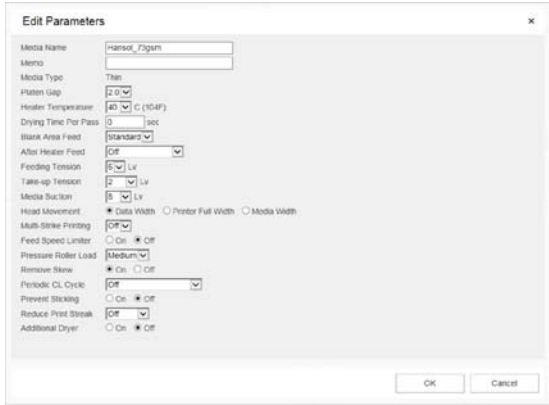 Edit Parameters ×
Media Name Hansol_73gsm
Memo
Media Type Thin
Platen Gap 2.0
Heater Temperature 40 C (104F)
Drying Time Per Pass 0 sec
Blank Area Feed Standard
After Heater Feed Off
Feeding Tension 5 Lv
Take-up Tension 2 Lv
Media Suction 8 Lv
Head Movement Data Width Printer Full Width Media Width
Multi-Strike Printing Off
Feed Speed Limiter On Off
Pressure Roller Load Medium
Remove Skew On Off
Periodic CL Cycle Off
Prevent Sticking On Off
Reduce Print Streak Off
Additional Dryer On Off
OK Cancel